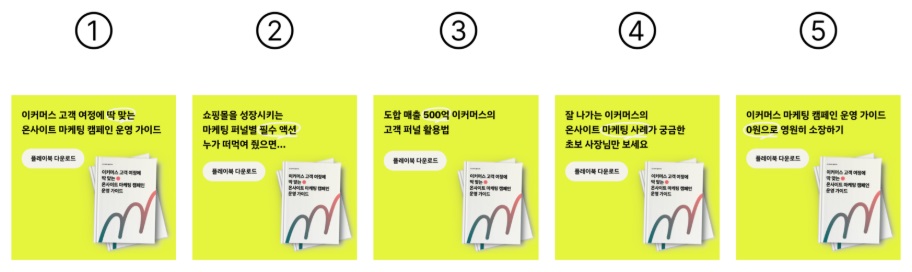 ①
②
③
④
⑤
이커머스 고객 여정에 딱 맞는
온사이트 마케팅 캠페인 운영 가이드
플레이북 다운로드
이커머스 고객 여정에
딱 맞는
온사이트 마케팅 캠페인
운영 가이드
쇼핑몰을 성장시키는
마케팅 퍼널별 필수 액션
누가 떠먹여 줬으면...
플레이북 다운로드
이커머스 고객 여정에
딱 맞는
온사이트 마케팅 캠페인
운영 가이드
도합 매출 500억 이커머스의
고객 퍼널 활용법
플레이북 다운로드
이커머스 고객 여정에
딱 맞는
온사이트 마케팅 캠페인
운영 가이드
잘 나가는 이커머스의
온사이트 마케팅 사례가 궁금한
초보 사장님만 보세요
플레이북 다운로드
이커머스 고객 여정에
딱 맞는
온사이트 마케팅 캠페인
운영 가이드
이커머스 마케팅 캠페인 운영 가이드
0원으로 영원히 소장하기
플레이북 다운로드
이커머스 고객 여정에
딱 맞는
온사이트 마케팅 캠페인
운영 가이드